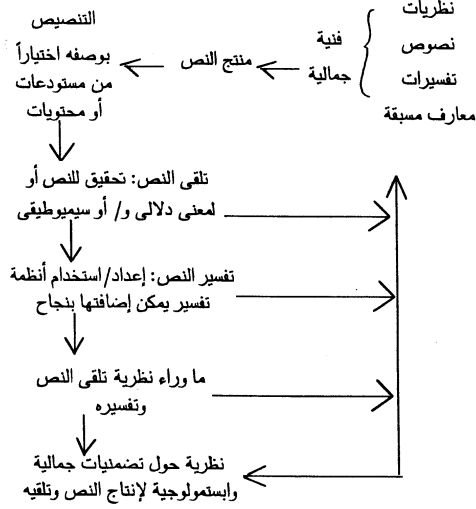 نظريات
نصوص
تفسيرات
معارف مسبقة
فنية
جمالية
منتج النص
التنصيص
بوصفه اختياراً
من مستودعات
أو محتويات
تلقى النص: تحقيق للنص أو
لمعنى دلالى و/ أو سيميوطيقى
تفسير النص: إعداد/استخدام أنظمة
تفسير يمكن إضافتها بنجاح
ما وراء نظرية تلقى النص
وتفسيره
نظرية حول تضمنيات جمالية
وابستمولوجية لإنتاج النص وتلقيه